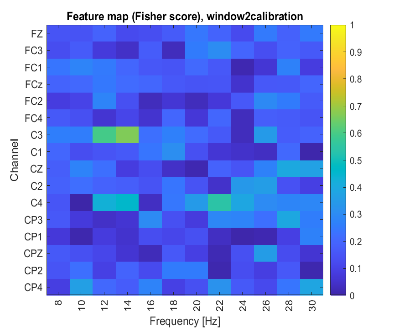 Feature map (Fisher score), window2calibration
FZ
FC3
FC1
FCz
FC2
FC4
C3
C1
CZ
C2
C4
CP3
CP1
CPZ
CP2
CP4
Channel
8 10 12 14 16 18 20 22 24 26 28 30
Frequency [Hz]
1
0.9
0.8
0.7
0.6
0.5
0.4
0.3
0.2
0.1
0